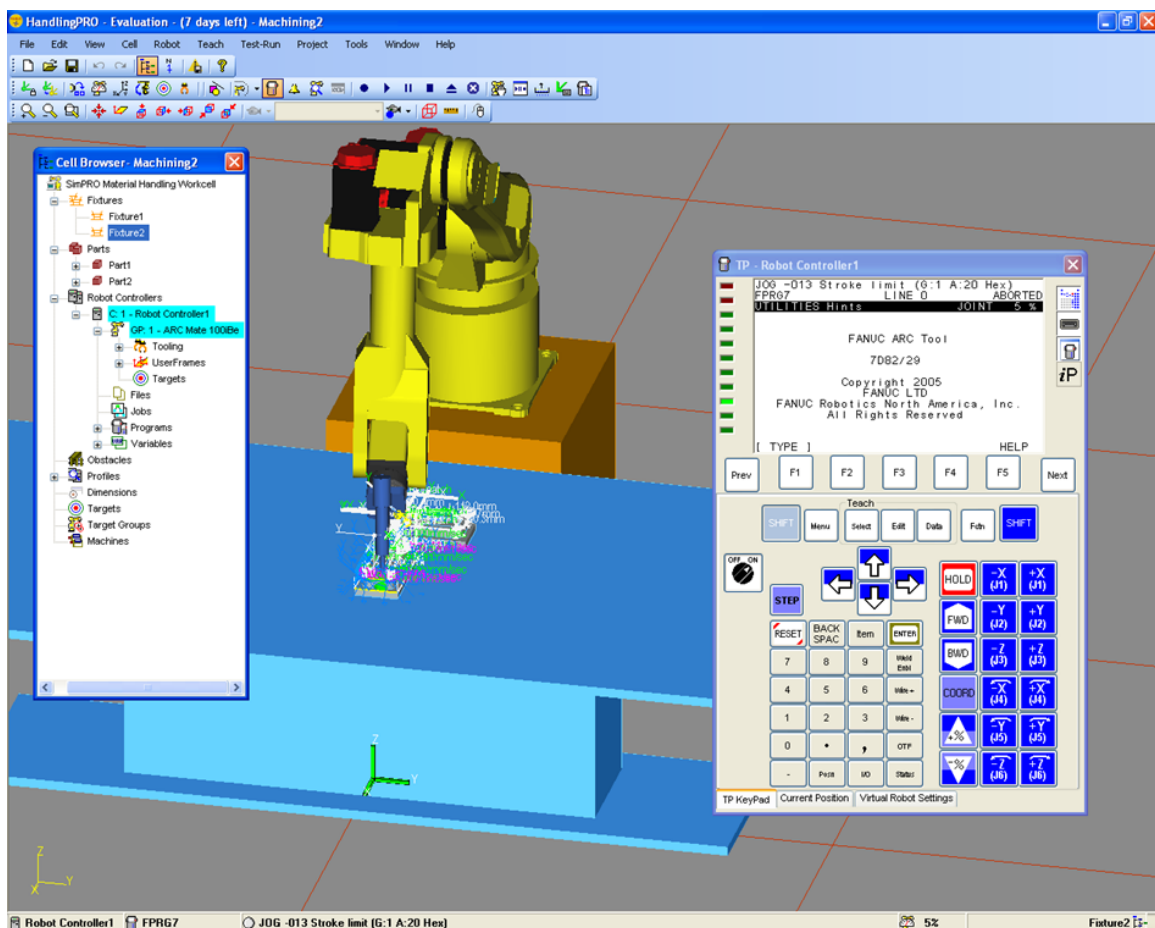 HandlingPRO - Evaluation - (7 days left) - Machining2
File Edit View Cell Robot Teach Test-Run Project Tools Window Help
Cell Browser- Machining2
SimPRO Material Handling Workcell
Fixtures
Fixture1
Fixture2
Parts
Part1
Part2
Robot Controllers
C: 1 - Robot Controller1
GP: 1 - ARC Mate 100iBe
Tooling
UserFrames
Targets
Files
Jobs
Programs
Variables
Obstacles
Profiles
Dimensions
Targets
Target Groups
Machines
TP - Robot Controller1
JOG -013 Stroke limit (G:1 A:20 Hex)
FPRG7 LINE 0 ABORTED
UTILITIES Hints JOINT 5 %
FANUC ARC Tool
7D82/29
Copyright 2005
FANUC LTD
FANUC Robotics North America, Inc.
All Rights Reserved
[ TYPE ] HELP
iP
Prev F1 F2 F3 F4 F5 Next
Teach
SHIFT Menu Select Edit Data Fctn SHIFT
OFF ON
STEP
RESET BACK SPAC Item ENTER
7 8 9 Weld Enbl
4 5 6 Wire +
1 2 3 Wire -
0 . , OTF
- Posn I/O Status
HOLD -X (J1) +X (J1)
FWD -Y (J2) +Y (J2)
BWD -Z (J3) +Z (J3)
COORD -X (J4) +X (J4)
+% -Y (J5) +Y (J5)
-% -Z (J6) +Z (J6)
TP KeyPad Current Position Virtual Robot Settings
Z
Y
Z
X Y
Robot Controller1 FPRG7 JOG -013 Stroke limit (G:1 A:20 Hex) 5% Fixture2